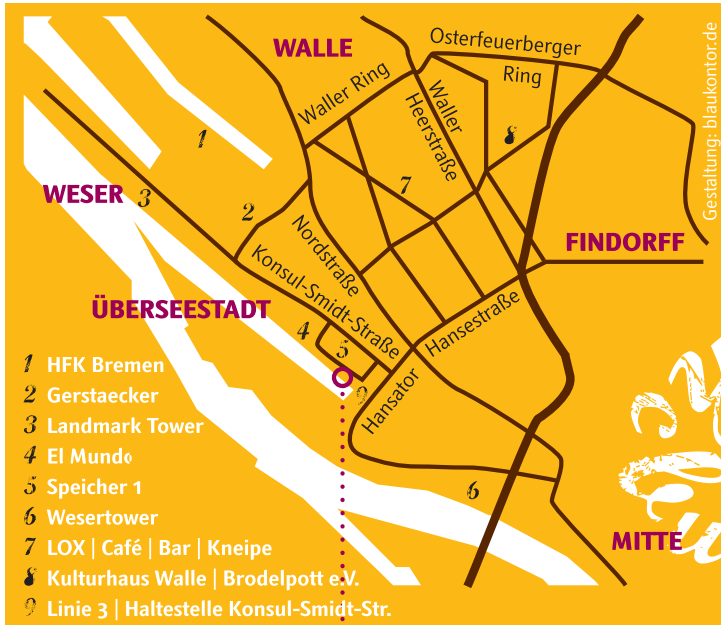 WALLE
Osterfeuerberger
Ring
Waller Ring
Waller
Heerstraße
8
1
7
WESER
3
2
Nordstraße
FINDORFF
Konsul-Smidt-Straße
ÜBERSEESTADT
4
5
Hansestraße
9
Hansator
6
MITTE
1 HFK Bremen
2 Gerstaecker
3 Landmark Tower
4 El Mundo
5 Speicher 1
6 Wesertower
7 LOX | Café | Bar | Kneipe
8 Kulturhaus Walle | Brodelpott e.V.
9 Linie 3 | Haltestelle Konsul-Smidt-Str.
Gestaltung: blaukontor.de